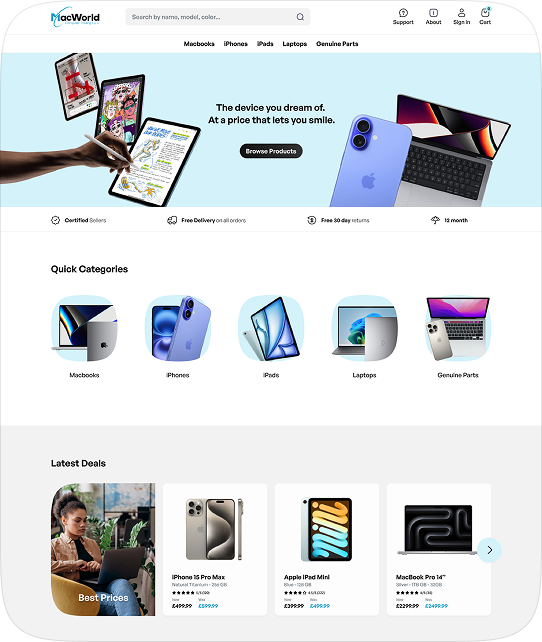 MacWorld
Search by name, model, color...
Support
About
Sign in
Cart
Macbooks
iPhones
iPads
Laptops
Genuine Parts
The device you dream of.
At a price that lets you smile.
Browse Products
Certified Sellers
Free Delivery on all orders
Free 30 day returns
12 month
Quick Categories
Macbooks
iPhones
iPads
Laptops
Genuine Parts
Latest Deals
Best Prices
iPhone 15 Pro Max
Natural Titanium - 256 GB
Now Was
£499.99 £599.99
Apple iPad Mini
Blue - 128 GB
Now Was
£399.99 £499.99
MacBook Pro 14"
Silver - 1TB GB - 32GB
Now Was
£2299.99 £2499.99